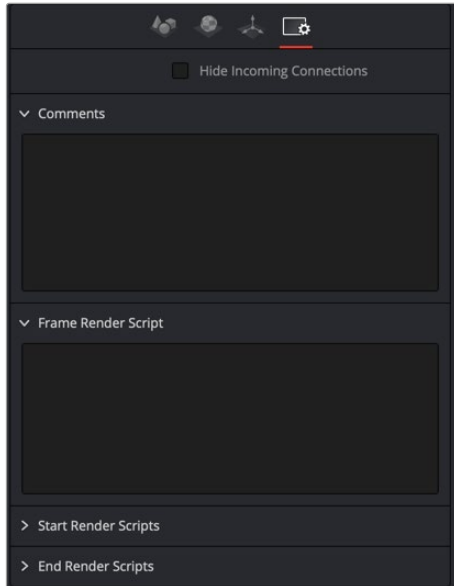 Hide Incoming Connections
Comments
Frame Render Script
Start Render Scripts
End Render Scripts